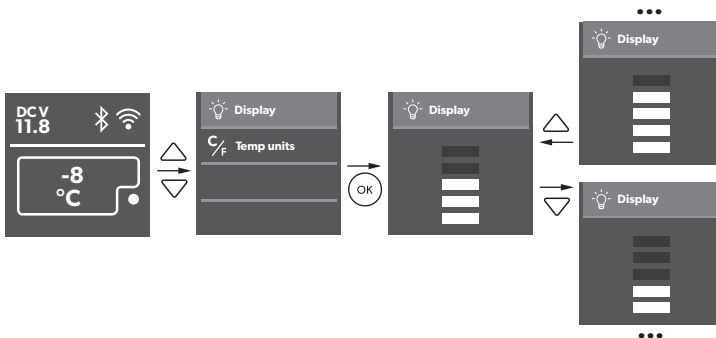 DC V
11.8
-8
°C
Display
C/F Temp units
OK
Display
•••
Display
Display
•••